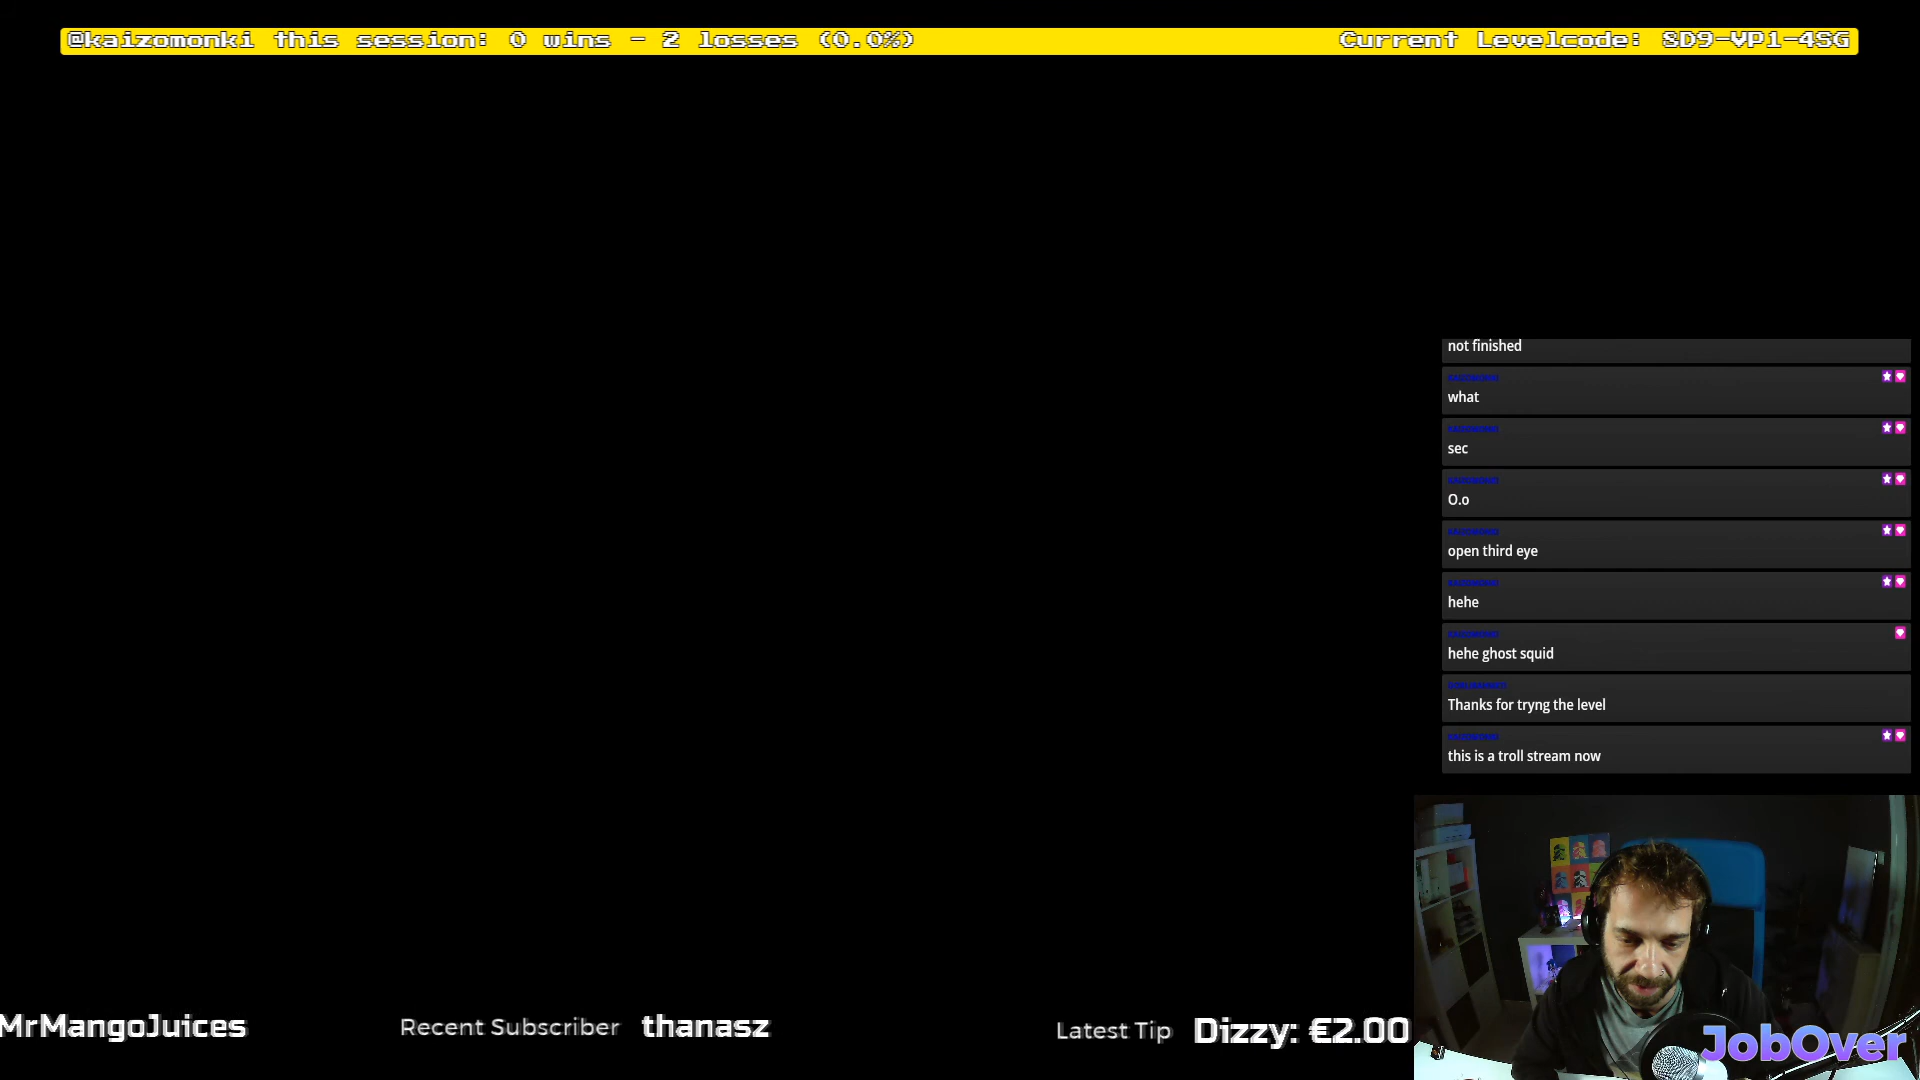 @kaizomonki this session: 0 wins - 2 losses (0.0%)
Current Levelcode: 8D9-VP1-4SG
not finished
what
sec
O.o
open third eye
hehe
hehe ghost squid
Thanks for tryng the level
this is a troll stream now
MrMangoJuices
Recent Subscriber thanasz
Latest Tip Dizzy: €2.00
JobOver